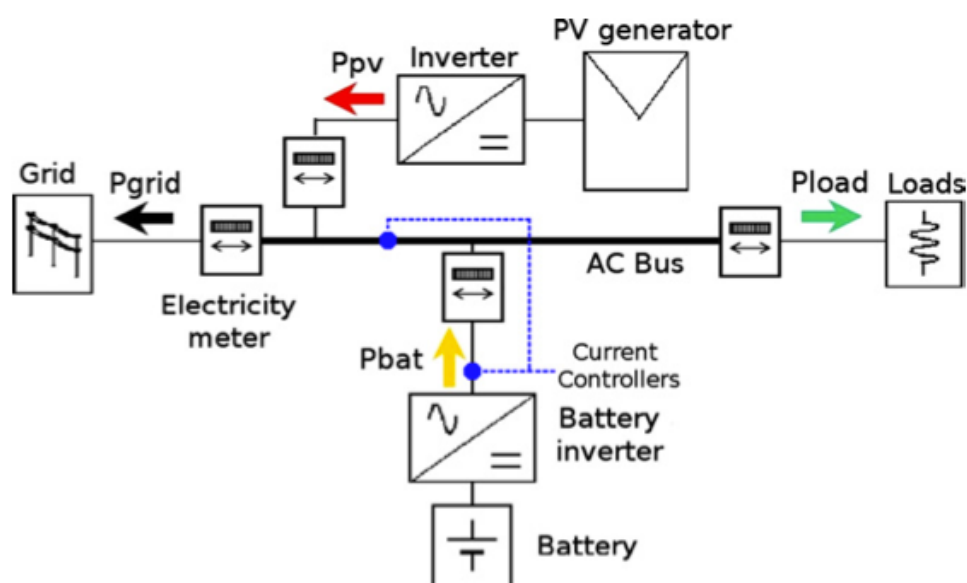 PV generator
Inverter
Ppv
Grid
Pgrid
Pload
Loads
AC Bus
Electricity
meter
Pbat
Current
Controllers
Battery
inverter
Battery